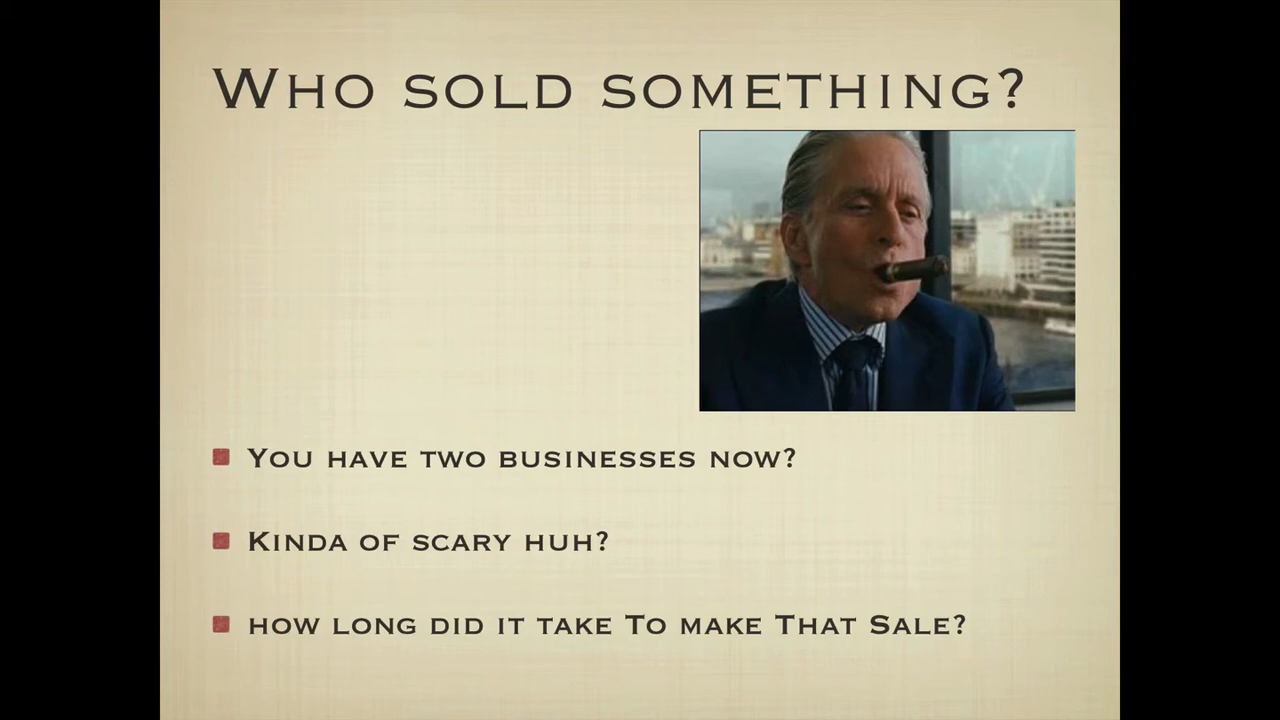 Who sold something?
You have two businesses now?
Kinda of scary huh?
how long did it take To make That Sale?